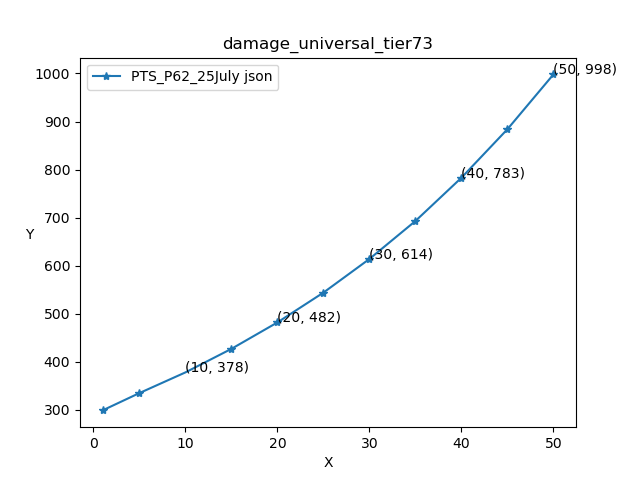 damage_universal_tier73
PTS_P62_25July json
(50, 998)
(40, 783)
(30, 614)
(20, 482)
(10, 378)
Y
1000
900
800
700
600
500
400
300
0 10 20 30 40 50
X